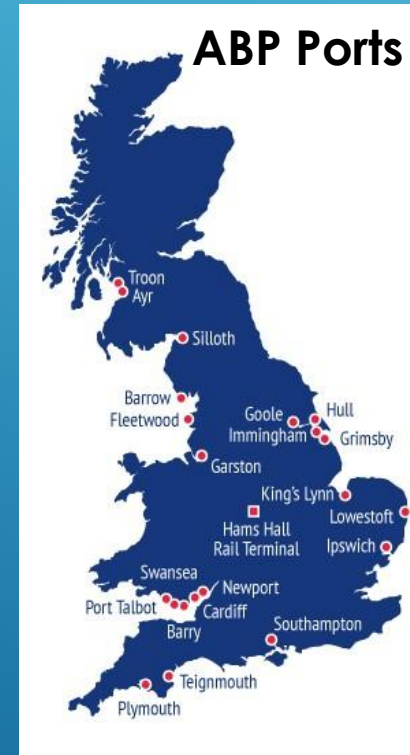 ABP Ports
Troon
Ayr
Silloth
Barrow
Fleetwood
Goole
Hull
Immingham
Grimsby
Garston
King's Lynn
Lowestoft
Hams Hall
Rail Terminal
Ipswich
Swansea
Newport
Port Talbot
Cardiff
Barry
Southampton
Teignmouth
Plymouth